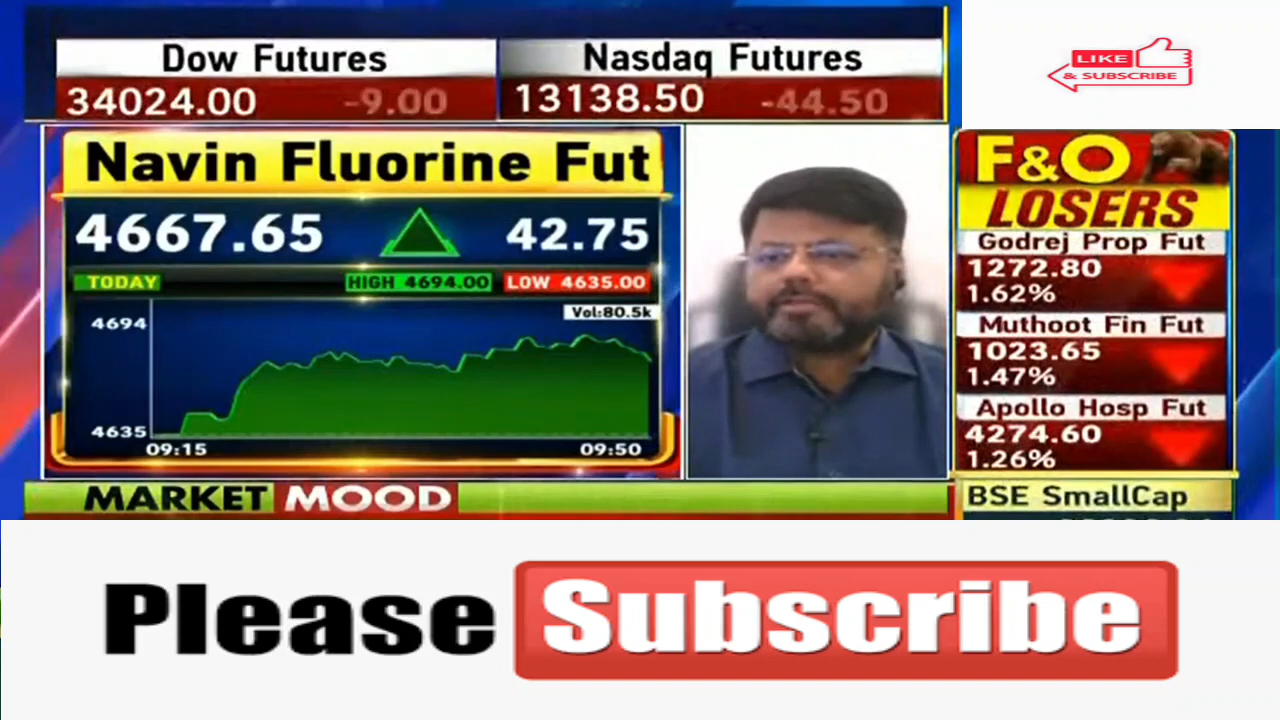 Dow Futures
34024.00 -9.00
Nasdaq Futures
13138.50 -44.50
LIKE
& SUBSCRIBE
Navin Fluorine Fut
4667.65 42.75
TODAY HIGH 4694.00 LOW 4635.00
Vol:80.5k
4694
4635
09:15 09:50
F&O
LOSERS
Godrej Prop Fut
1272.80
1.62%
Muthoot Fin Fut
1023.65
1.47%
Apollo Hosp Fut
4274.60
1.26%
MARKET MOOD
BSE SmallCap
Please Subscribe